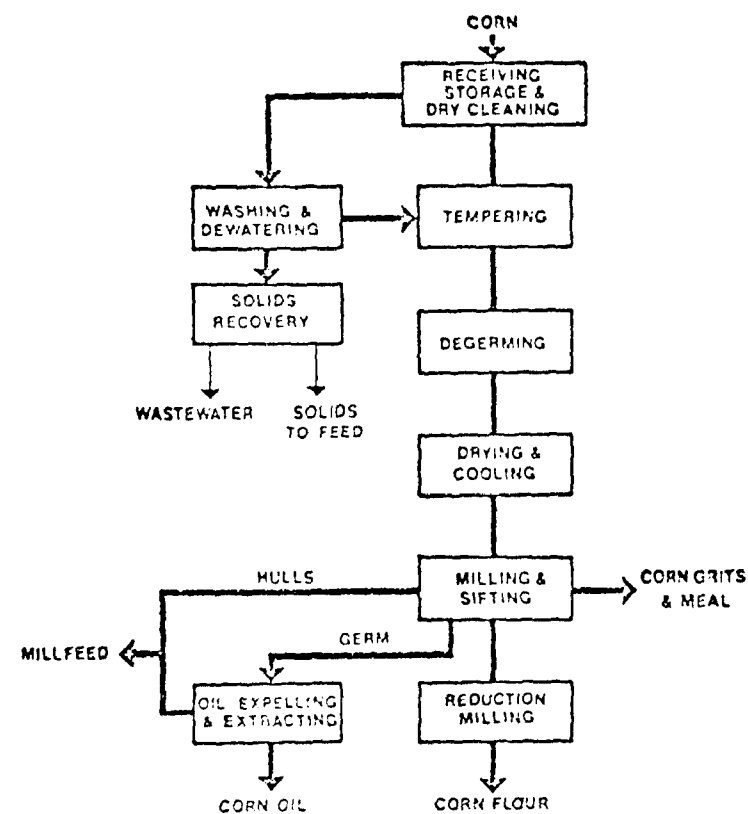 CORN
RECEIVING
STORAGE &
DRY CLEANING
WASHING &
DEWATERING
TEMPERING
SOLIDS
RECOVERY
DEGERMING
WASTEWATER
SOLIDS
TO FEED
DRYING &
COOLING
HULLS
MILLING &
SIFTING
CORN GRITS
& MEAL
GERM
MILLFEED
OIL EXPELLING
& EXTRACTING
REDUCTION
MILLING
CORN OIL
CORN FLOUR